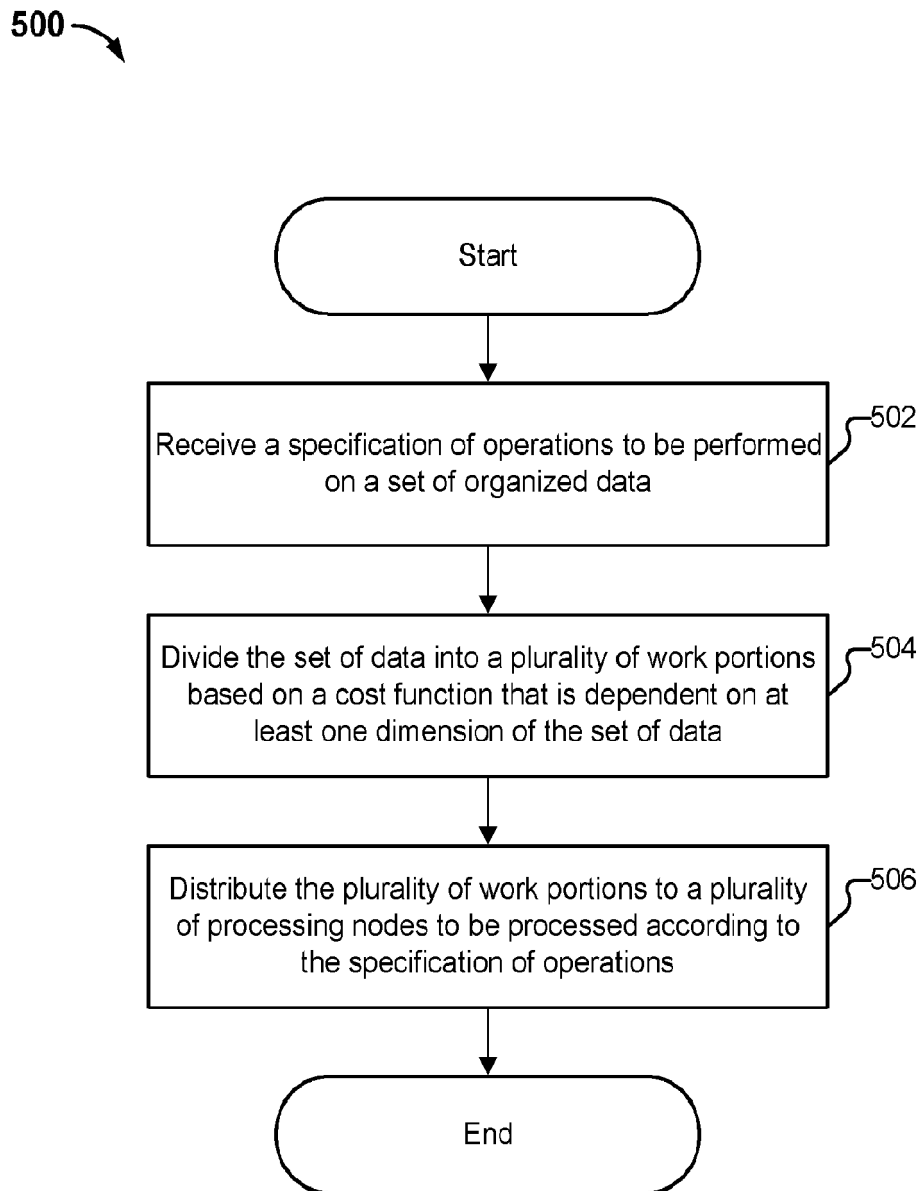 500
Start
Receive a specification of operations to be performed
on a set of organized data
502
Divide the set of data into a plurality of work portions
based on a cost function that is dependent on at
least one dimension of the set of data
504
Distribute the plurality of work portions to a plurality
of processing nodes to be processed according to
the specification of operations
506
End